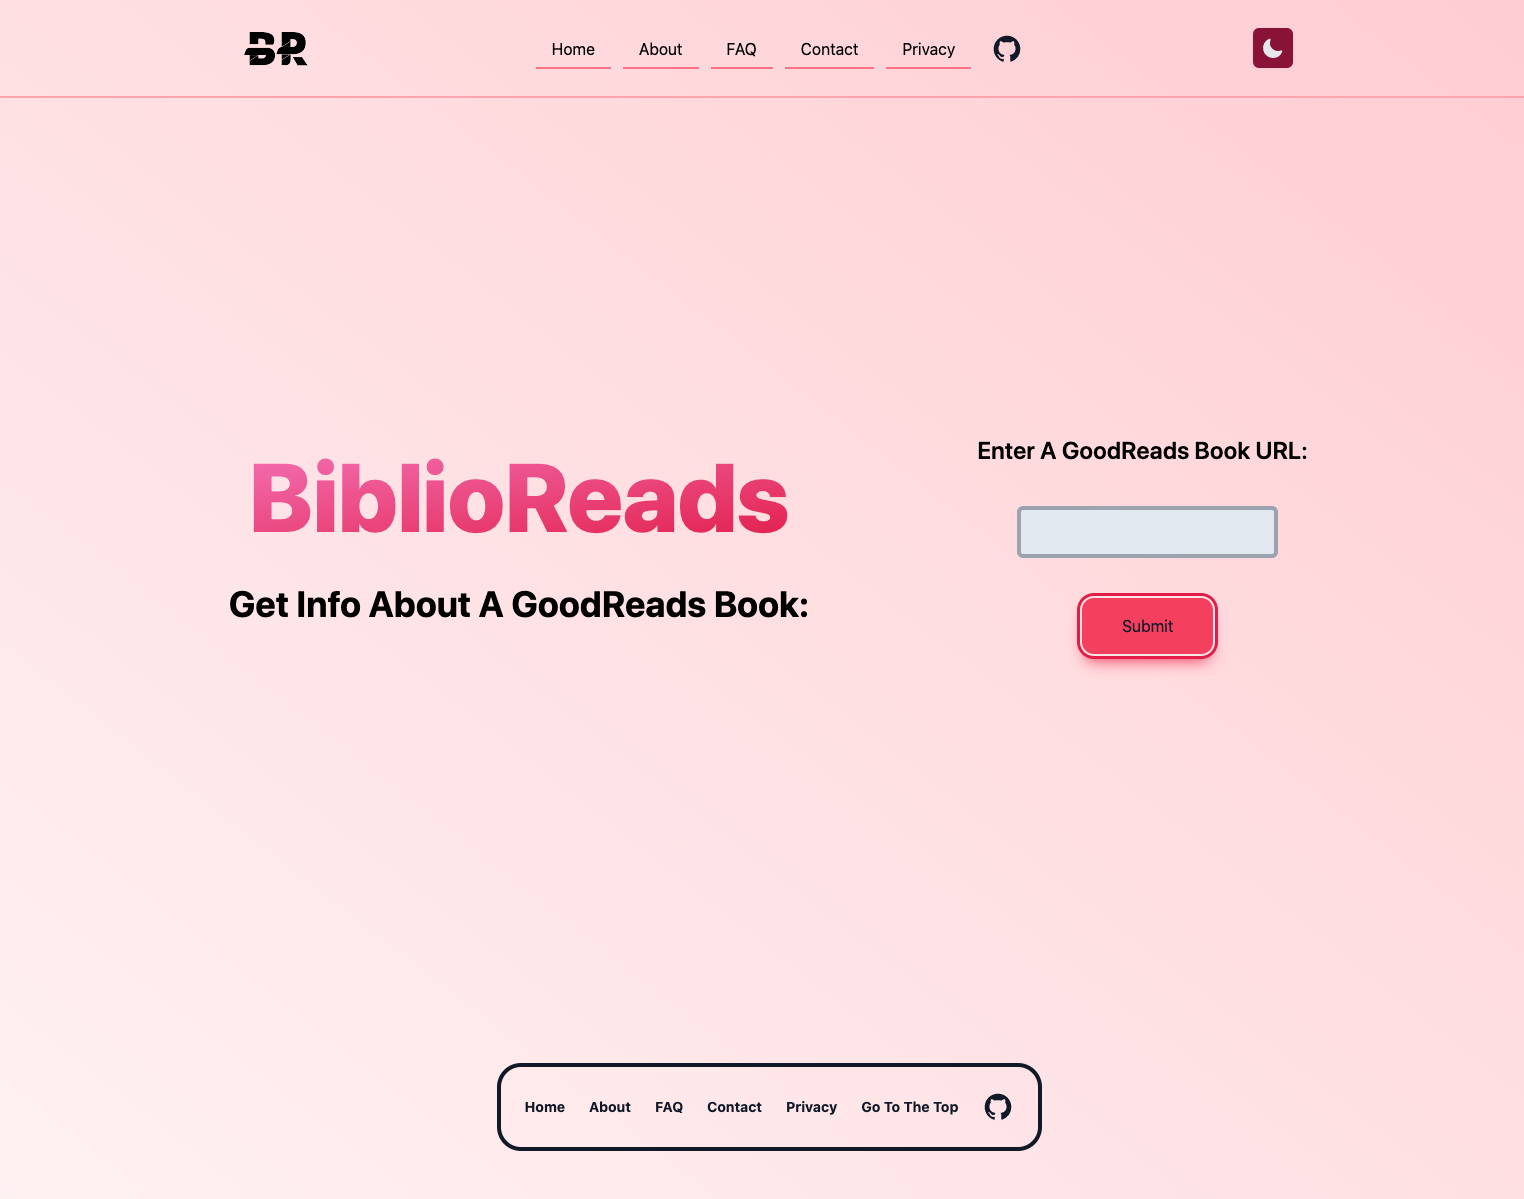 BR
Home About FAQ Contact Privacy
BiblioReads
Get Info About A GoodReads Book:
Enter A GoodReads Book URL:
Submit
Home About FAQ Contact Privacy Go To The Top